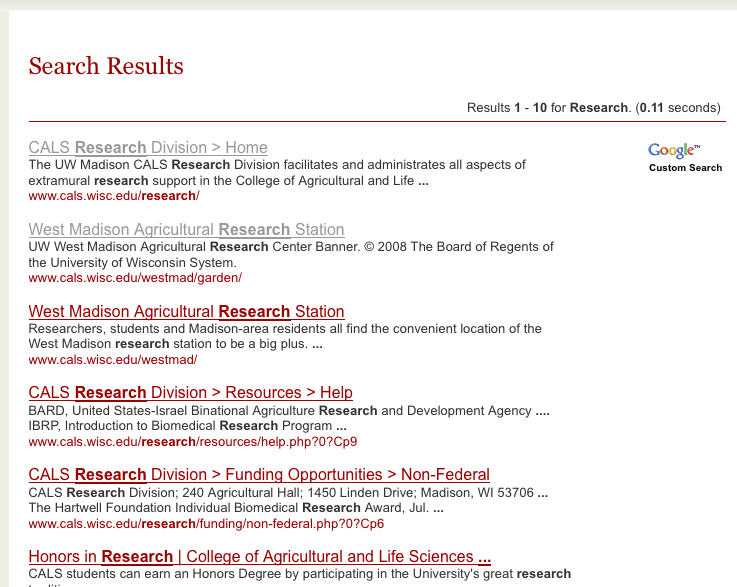 Search Results
Results 1 - 10 for Research. (0.11 seconds)
CALS Research Division > Home
The UW Madison CALS Research Division facilitates and administrates all aspects of
extramural research support in the College of Agricultural and Life ...
www.cals.wisc.edu/research/
Google™
Custom Search
West Madison Agricultural Research Station
UW West Madison Agricultural Research Center Banner. © 2008 The Board of Regents of
the University of Wisconsin System.
www.cals.wisc.edu/westmad/garden/
West Madison Agricultural Research Station
Researchers, students and Madison-area residents all find the convenient location of the
West Madison research station to be a big plus. ...
www.cals.wisc.edu/westmad/
CALS Research Division > Resources > Help
BARD, United States-Israel Binational Agriculture Research and Development Agency ....
IBRP, Introduction to Biomedical Research Program ...
www.cals.wisc.edu/research/resources/help.php?0?Cp9
CALS Research Division > Funding Opportunities > Non-Federal
CALS Research Division; 240 Agricultural Hall; 1450 Linden Drive; Madison, WI 53706 ...
The Hartwell Foundation Individual Biomedical Research Award, Jul. ...
www.cals.wisc.edu/research/funding/non-federal.php?0?Cp6
Honors in Research | College of Agricultural and Life Sciences ...
CALS students can earn an Honors Degree by participating in the University's great research